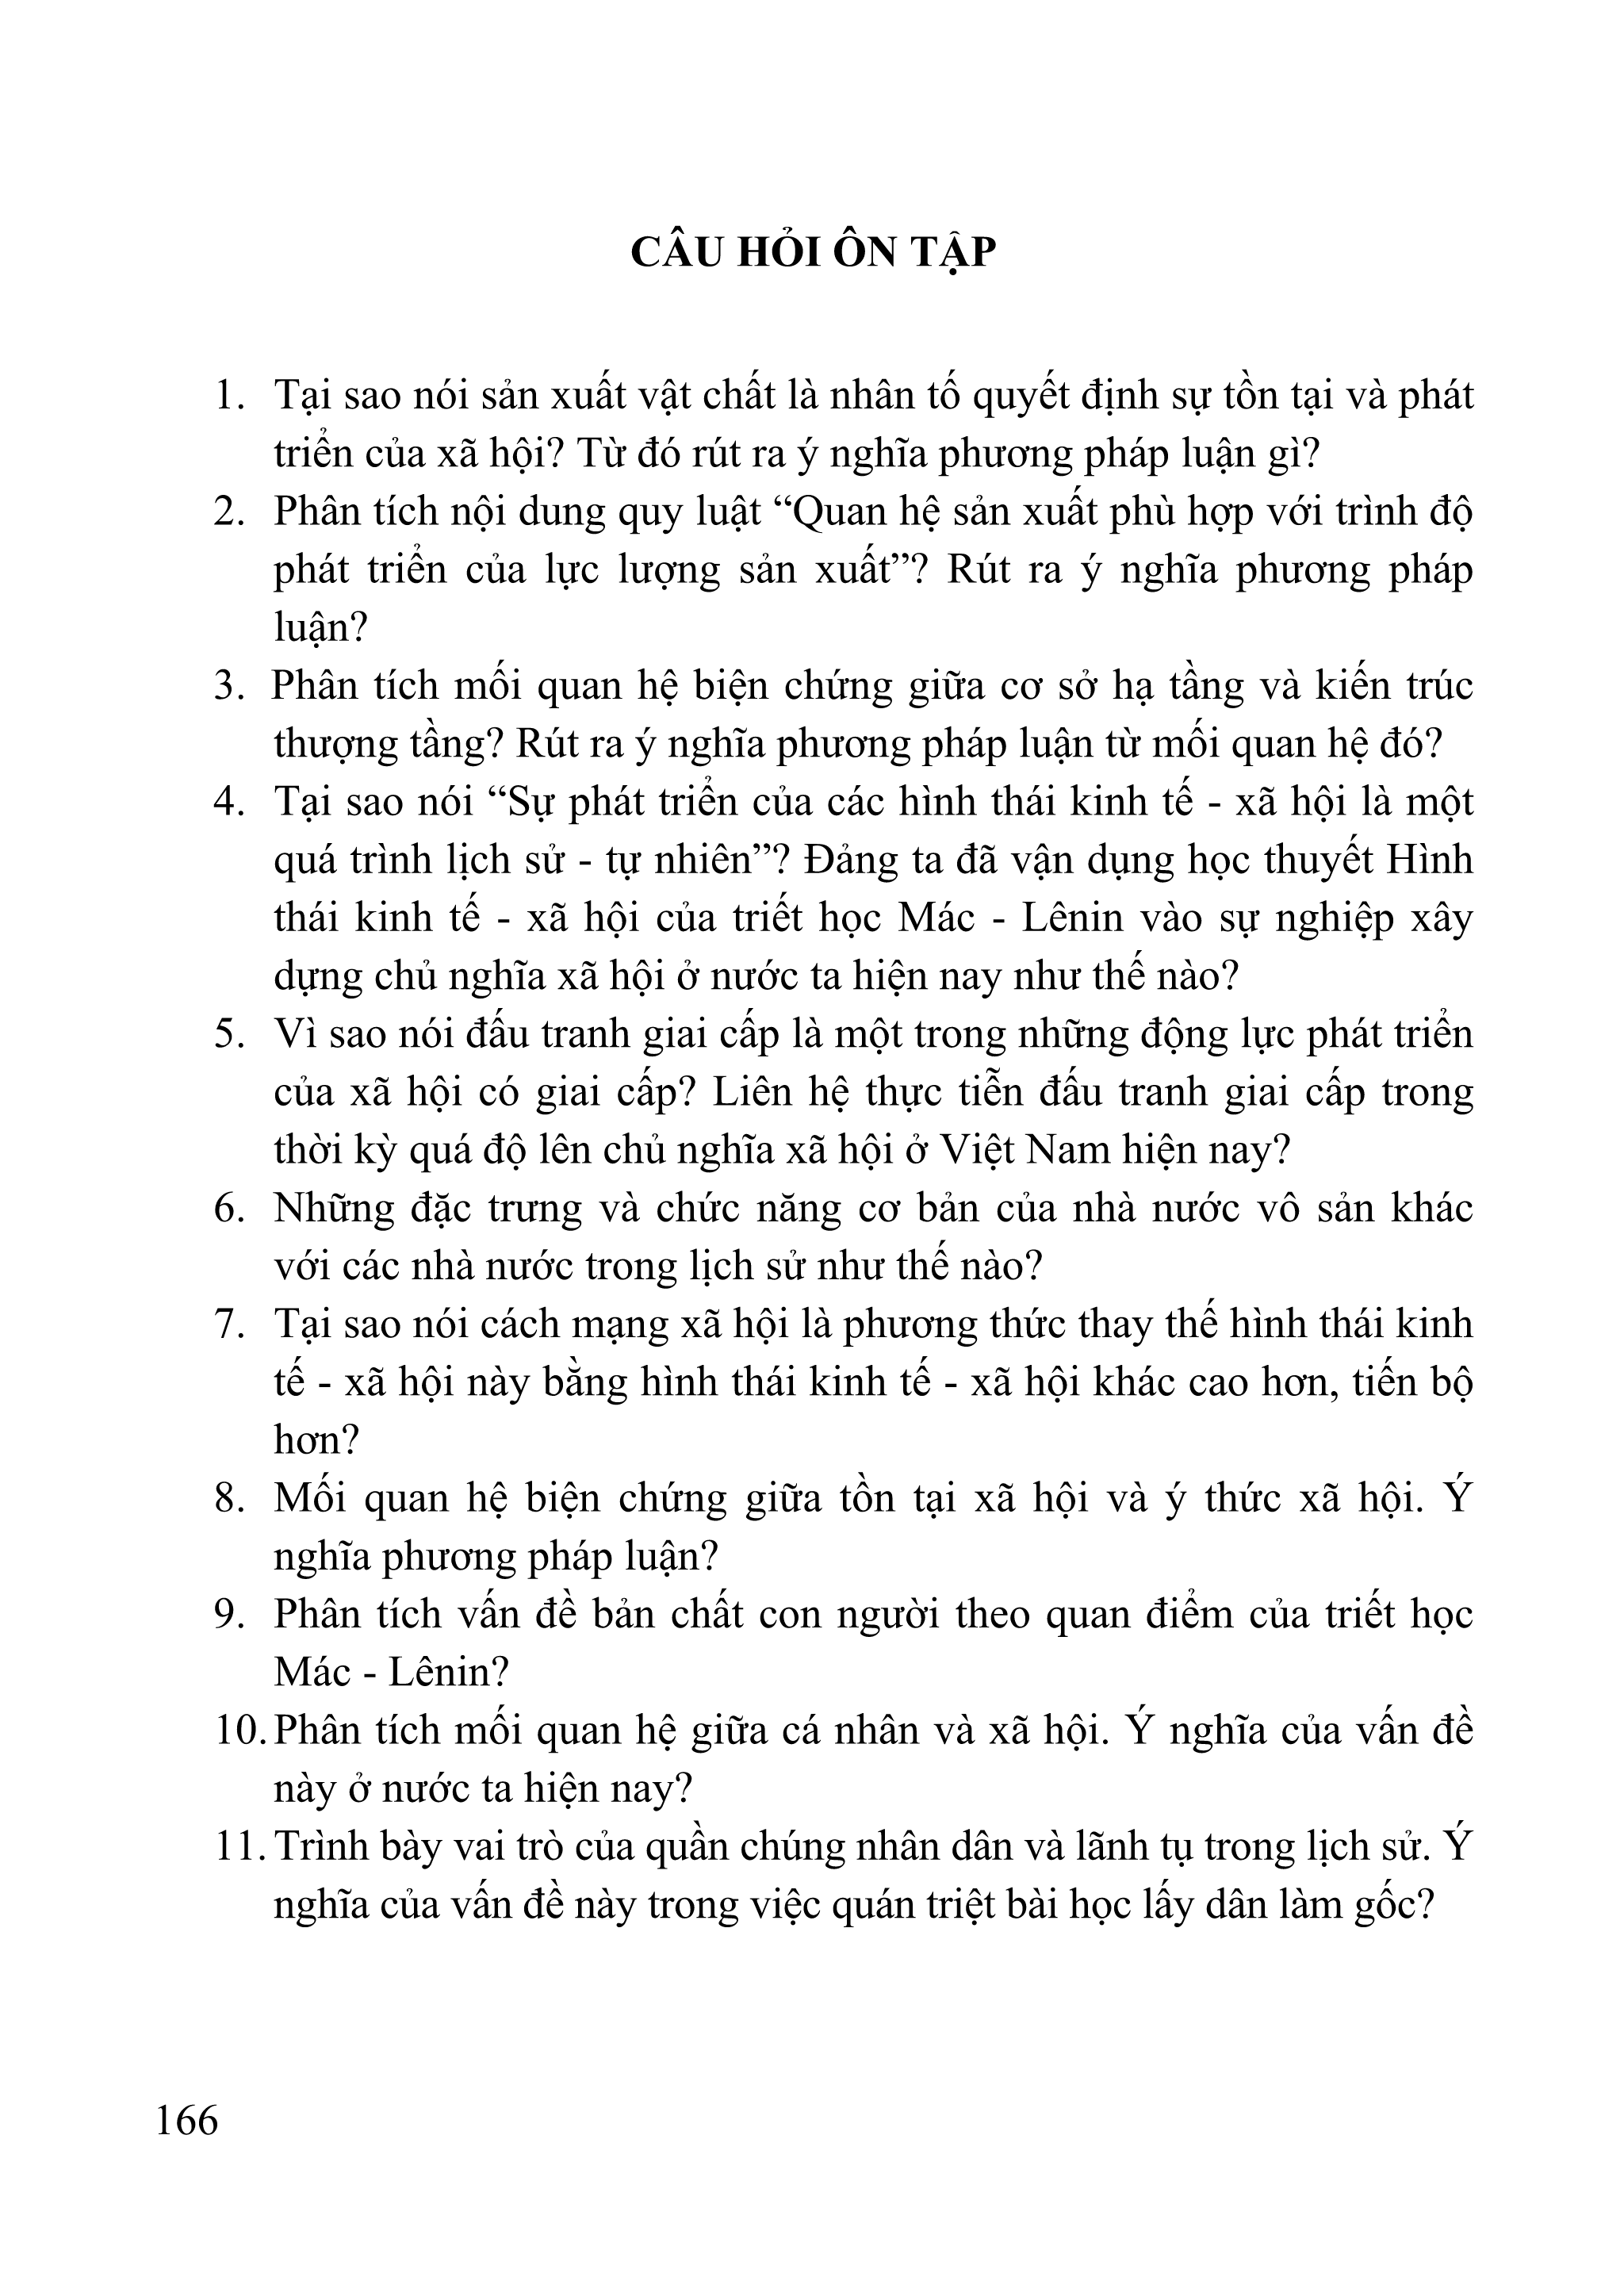 CÂU HỎI ÔN TẬP
1. Tại sao nói sản xuất vật chất là nhân tố quyết định sự tồn tại và phát
triển của xã hội? Từ đó rút ra ý nghĩa phương pháp luận gì?
2. Phân tích nội dung quy luật “Quan hệ sản xuất phù hợp với trình độ
phát triển của lực lượng sản xuất”? Rút ra ý nghĩa phương pháp
luận?
3. Phân tích mối quan hệ biện chứng giữa cơ sở hạ tầng và kiến trúc
thượng tầng? Rút ra ý nghĩa phương pháp luận từ mối quan hệ đó?
4. Tại sao nói “Sự phát triển của các hình thái kinh tế - xã hội là một
quá trình lịch sử - tự nhiên”? Đảng ta đã vận dụng học thuyết Hình
thái kinh tế - xã hội của triết học Mác - Lênin vào sự nghiệp xây
dựng chủ nghĩa xã hội ở nước ta hiện nay như thế nào?
5. Vì sao nói đấu tranh giai cấp là một trong những động lực phát triển
của xã hội có giai cấp? Liên hệ thực tiễn đấu tranh giai cấp trong
thời kỳ quá độ lên chủ nghĩa xã hội ở Việt Nam hiện nay?
6. Những đặc trưng và chức năng cơ bản của nhà nước vô sản khác
với các nhà nước trong lịch sử như thế nào?
7. Tại sao nói cách mạng xã hội là phương thức thay thế hình thái kinh
tế - xã hội này bằng hình thái kinh tế - xã hội khác cao hơn, tiến bộ
hơn?
8. Mối quan hệ biện chứng giữa tồn tại xã hội và ý thức xã hội. Ý
nghĩa phương pháp luận?
9. Phân tích vấn đề bản chất con người theo quan điểm của triết học
Mác - Lênin?
10. Phân tích mối quan hệ giữa cá nhân và xã hội. Ý nghĩa của vấn đề
này ở nước ta hiện nay?
11. Trình bày vai trò của quần chúng nhân dân và lãnh tụ trong lịch sử. Ý
nghĩa của vấn đề này trong việc quán triệt bài học lấy dân làm gốc?
166